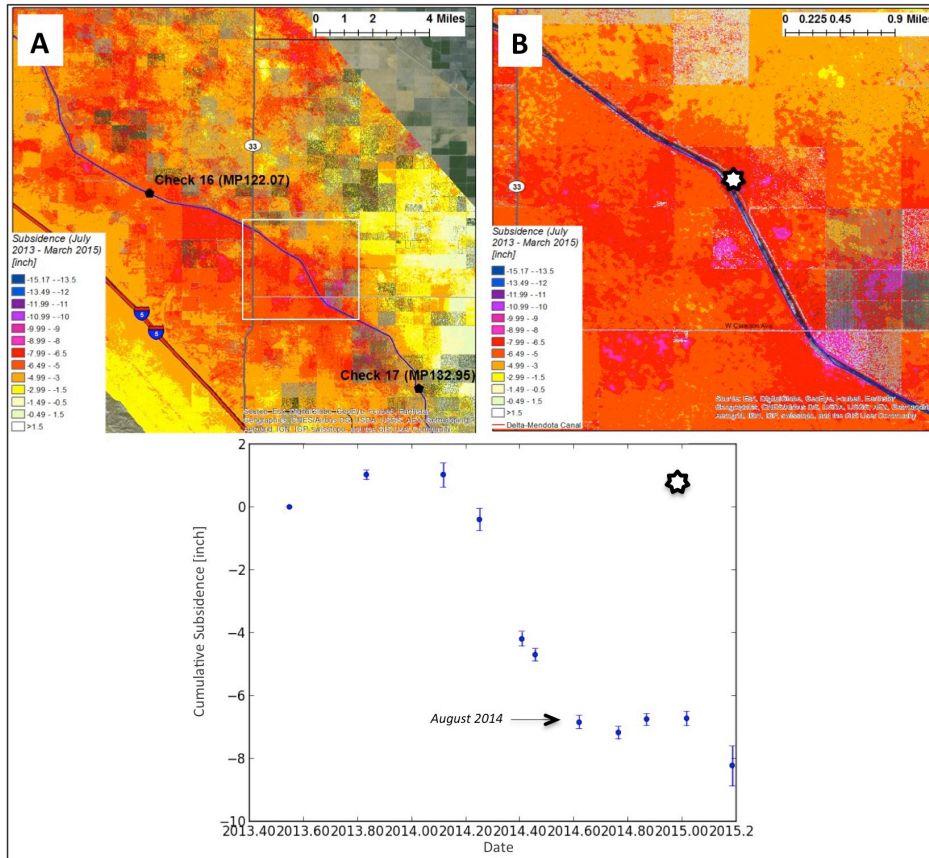 A
0 1 2 4 Miles
33
Check 16 (MP122.07)
Subsidence (July
2013 - March 2015)
[inch]
-15.17 - -13.5
-13.49 - -12
-11.99 - -11
-10.99 - -10
-9.99 - -9
-8.99 - -8
-7.99 - -6.5
-6.49 - -5
-4.99 - -3
-2.99 - -1.5
-1.49 - -0.5
-0.49 - 1.5
>1.5
5
5
Check 17 (MP132.95)
B
0 0.225 0.45 0.9 Miles
33
Subsidence (July
2013 - March 2015)
[inch]
-15.17 - -13.5
-13.49 - -12
-11.99 - -11
-10.99 - -10
-9.99 - -9
-8.99 - -8
-7.99 - -6.5
-6.49 - -5
-4.99 - -3
-2.99 - -1.5
-1.49 - -0.5
-0.49 - 1.5
>1.5
Delta-Mendota Canal
Source: Esri, DigitalGlobe, GeoEye,
Cumulative Subsidence [inch]
2
0
−2
−4
−6
−8
−10
August 2014
2013.40 2013.60 2013.80 2014.00 2014.20 2014.40 2014.60 2014.80 2015.00 2015.2
Date